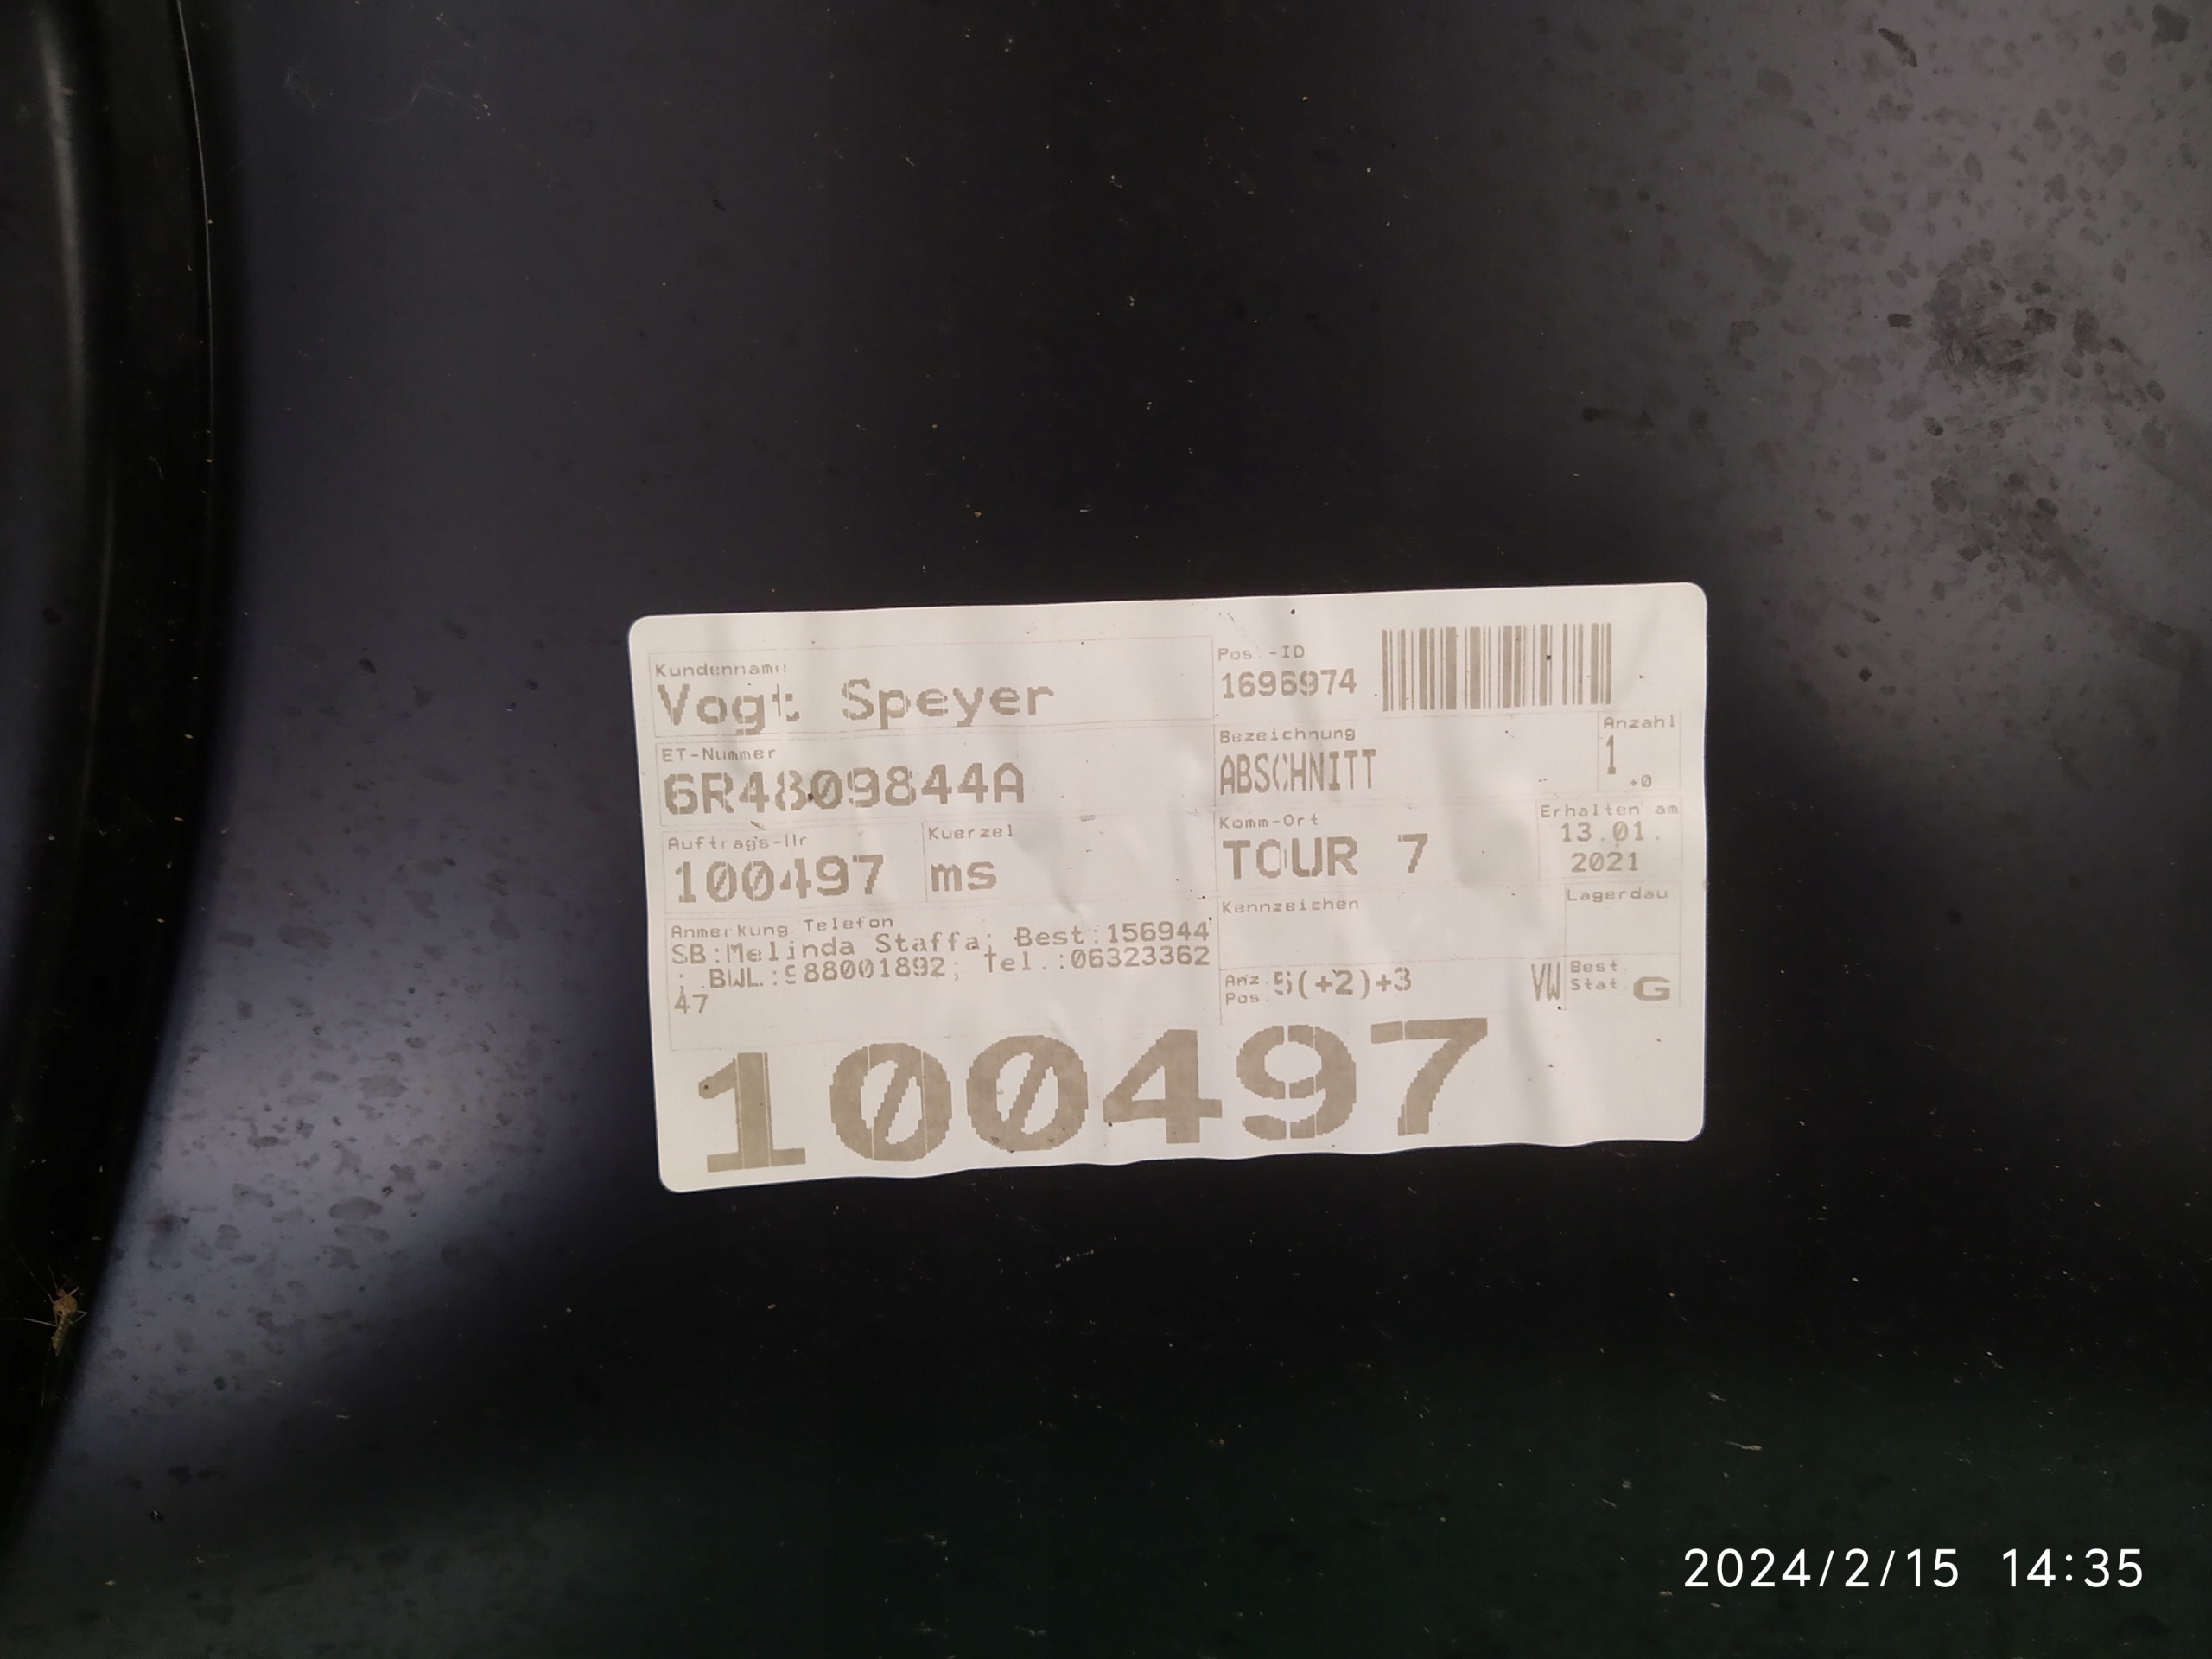 Kundenname
Vogt Speyer
Pos.-ID
1696974
ET-Nummer
6R4809844A
Bezeichnung
ABSCHNITT
Anzahl
1
+0
Auftrags-Nr
100497
Kuerzel
ms
Komm-Ort
TOUR 7
Erhalten am
13.01.
2021
Anmerkung Telefon
SB:Melinda Staffa; Best:156944
; BWL.:988001892; Tel.:06323362
47
Kennzeichen
Lagerdau.
Anz.
Pos.
5(+2)+3
VW
Best.
Stat.
G
100497
2024/2/15 14:35